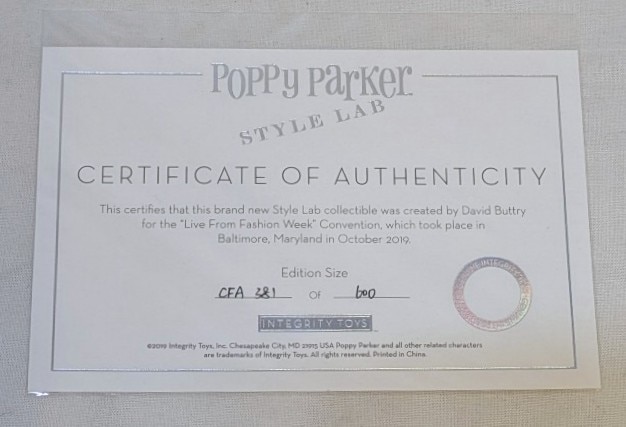 POPPY PARKER
STYLE LAB
CERTIFICATE OF AUTHENTICITY
This certifies that this brand new Style Lab collectible was created by David Buttry
for the "Live From Fashion Week" Convention, which took place in
Baltimore, Maryland in October 2019.
Edition Size
CFA 381 OF 600
INTEGRITY TOYS
©2019 Integrity Toys, Inc. Chesapeake City, MD 21915 USA Poppy Parker and all other related characters
are trademarks of Integrity Toys. All rights reserved. Printed in China.